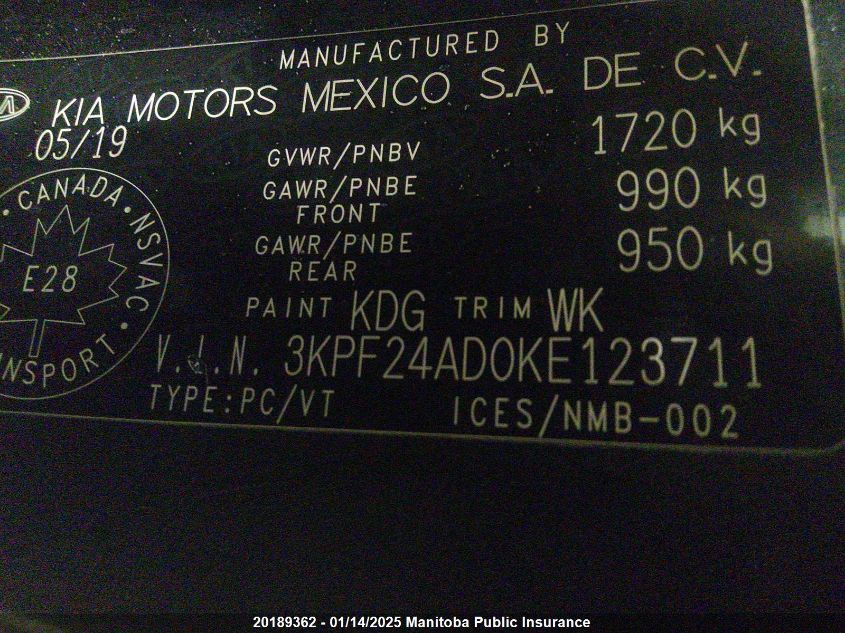 MANUFACTURED BY
KIA MOTORS MEXICO S.A. DE C.V.
05/19
GVWR/PNBV 1720 kg
GAWR/PNBE FRONT 990 kg
GAWR/PNBE REAR 950 kg
CANADA • NSVAC •
E28
NSPORT
PAINT KDG TRIM WK
V.I.N. 3KPF24AD0KE123711
TYPE:PC/VT ICES/NMB-002
20189362 - 01/14/2025 Manitoba Public Insurance